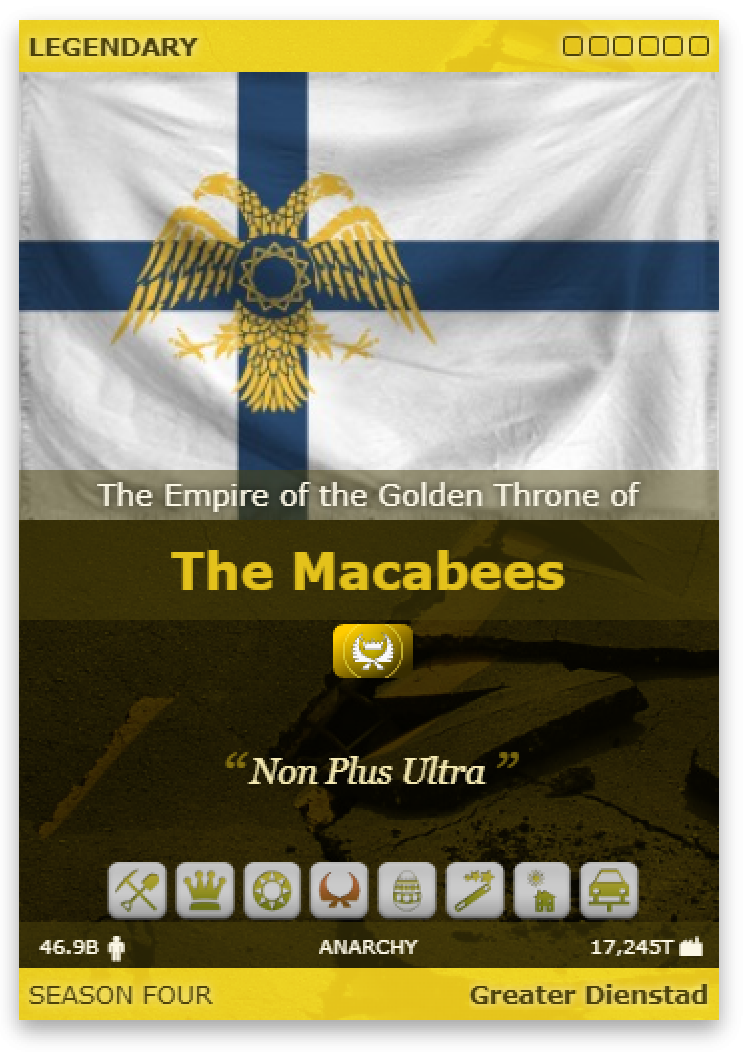 LEGENDARY
The Empire of the Golden Throne of
The Macabees
“Non Plus Ultra”
46.9B ANARCHY 17,245T
SEASON FOUR Greater Dienstad